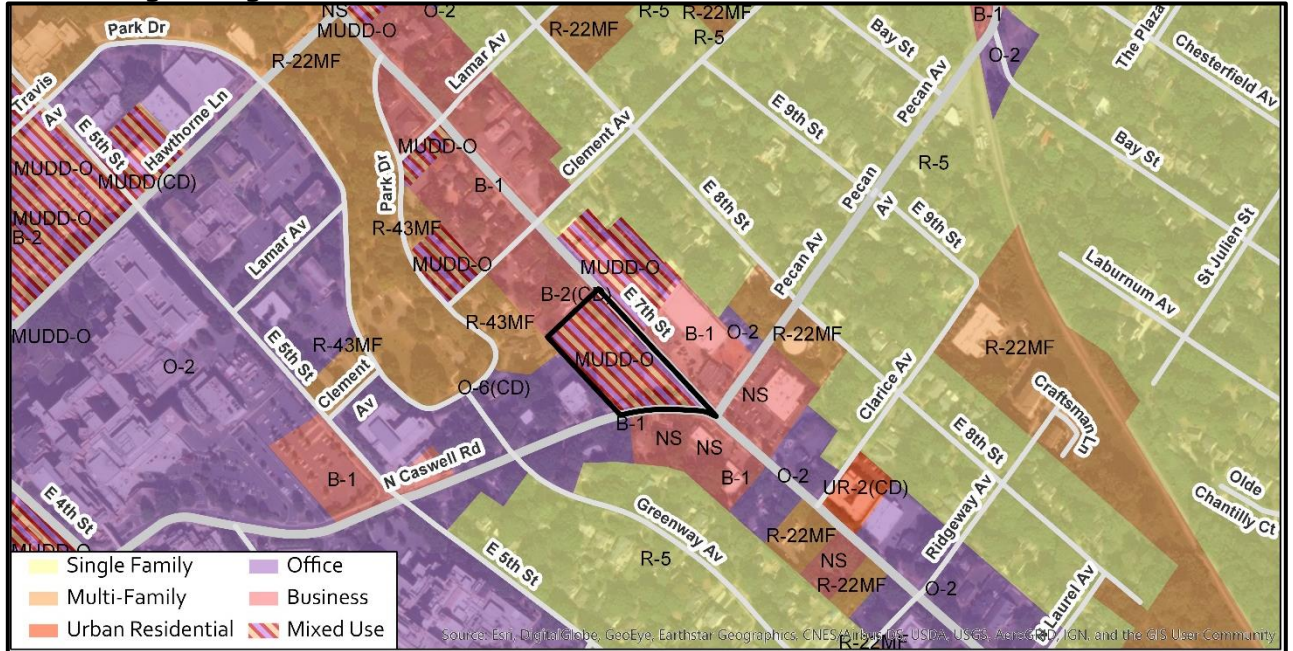 NS
O-2
R-5
R-22MF
B-1
Park Dr
MUDD-O
R-22MF
R-22MF
R-5
Bay St
O-2
The Plaza
Chesterfield Av
Travis Av
Hawthorne Ln
Lamar Av
E 5th St
Pecan Av
E 9th St
Clement Av
MUDD-O
MUDD-O
MUDD(CD)
B-1
Park Dr
R-5
Bay St
MUDD-O
B-2
Lamar Av
R-43MF
MUDD-O
E 8th St
Pecan Av
E 9th St
St Julien St
MUDD-O
Pecan Av
Laburnum Av
B-2(CD)
E 7th St
MUDD-O
O-2
E 5th St
R-43MF
R-43MF
B-1
O-2
R-22MF
R-22MF
MUDD-O
Clement Av
O-6(CD)
Clarice Av
Craftsman Ln
NS
B-1
NS
NS
N Caswell Rd
B-1
B-1
O-2
UR-2(CD)
E 8th St
Olde Chantilly Ct
E 4th St
Greenway Av
Ridgeway Av
R-22MF
E 5th St
R-5
NS
R-22MF
O-2
Laurel Av
R-22MF
MUDD-O
Single Family
Office
Multi-Family
Business
Urban Residential
Mixed Use
Source: Esri, DigitalGlobe, GeoEye, Earthstar Geographics, CNES/Airbus DS, USDA, USGS, AeroGRID, IGN, and the GIS User Community